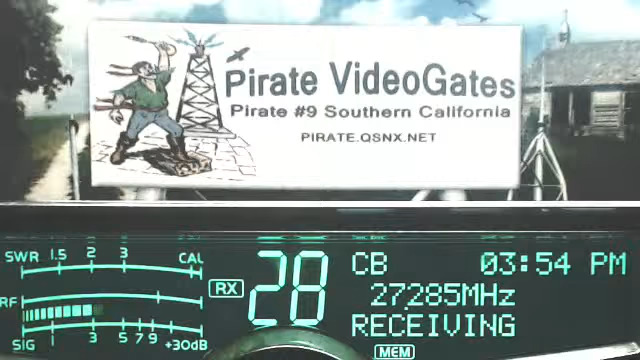 Pirate VideoGates
Pirate #9 Southern California
PIRATE.QSNX.NET
SWR 1.5 2 3 CAL
RX
28
CB
03:54 PM
27285MHz
RECEIVING
RF
SIG 1 3 5 7 9 +30dB
MEM